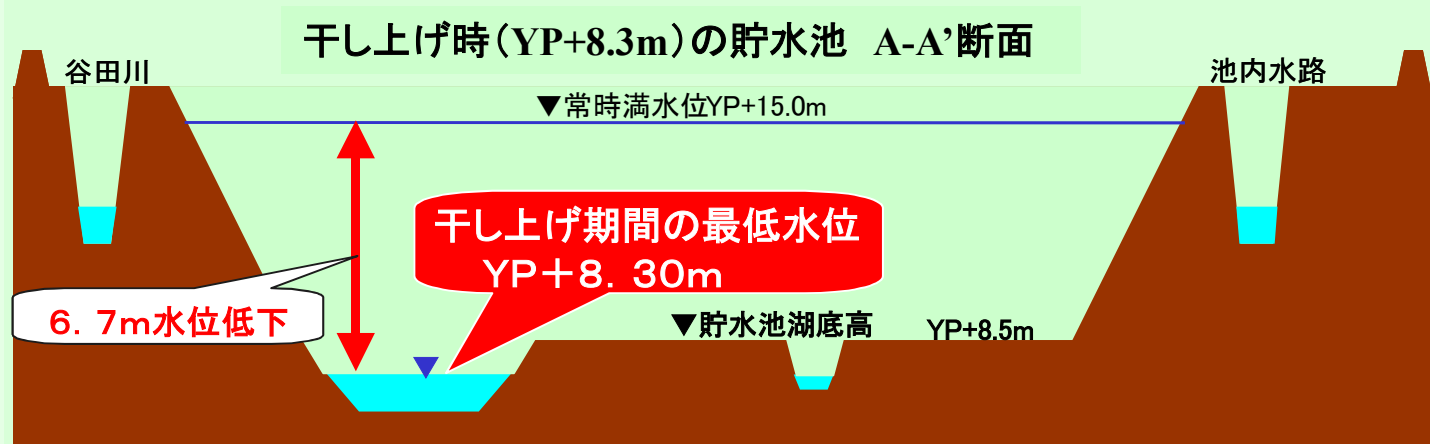 干し上げ時（YP+8.3m）の貯水池 A-A’断面
谷田川
池内水路
▼常時満水位YP+15.0m
干し上げ期間の最低水位
YP＋8．30m
6．7m水位低下
▼貯水池湖底高 YP+8.5m